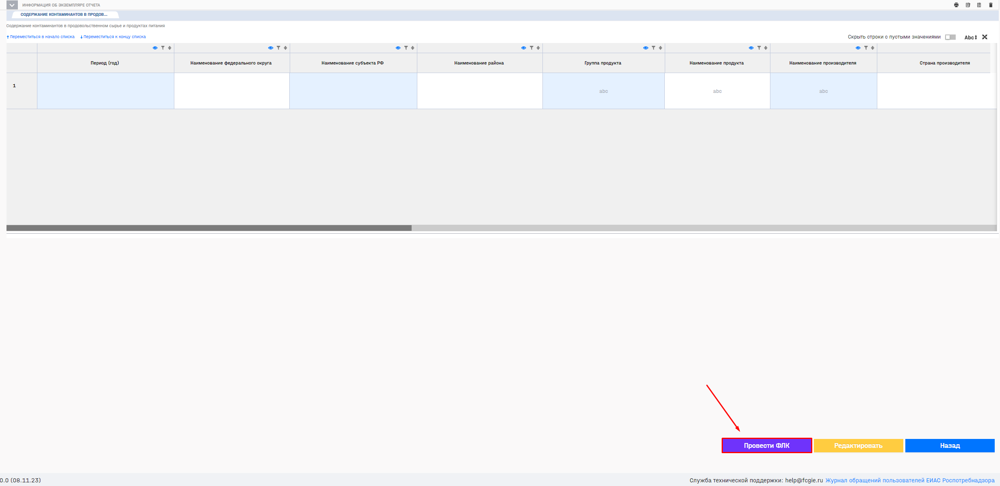 ИНФОРМАЦИЯ ОБ ЭКЗЕМПЛЯРЕ ОТЧЕТА
СОДЕРЖАНИЕ КОНТАМИНАНТОВ В ПРОДОВ...
Содержание контаминантов в продовольственном сырье и продуктах питания
Переместиться в начало списка Переместиться к концу списка Скрыть строки с пустыми значениями Abc
Период (год) Наименование федерального округа Наименование субъекта РФ Наименование района Группа продукта Наименование продукта Наименование производителя Страна производителя
1 abc abc abc
Провести ФЛК Редактировать Назад
0.0 (08.11.23) Служба технической поддержки: help@fcgie.ru Журнал обращений пользователей ЕИАС Роспотребнадзора